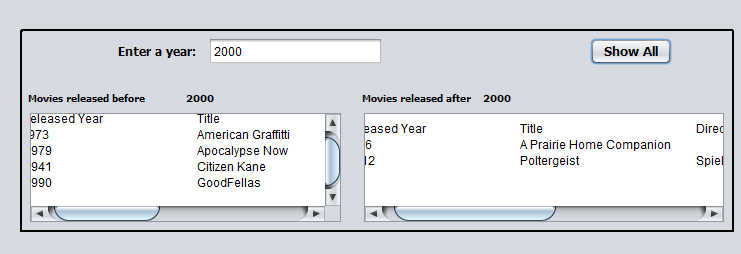 Enter a year: 2000 Show All
Movies released before 2000
eleased Year Title
973 American Graffitti
979 Apocalypse Now
941 Citizen Kane
990 GoodFellas
Movies released after 2000
eased Year Title Direc
6 A Prairie Home Companion
12 Poltergeist Spiel